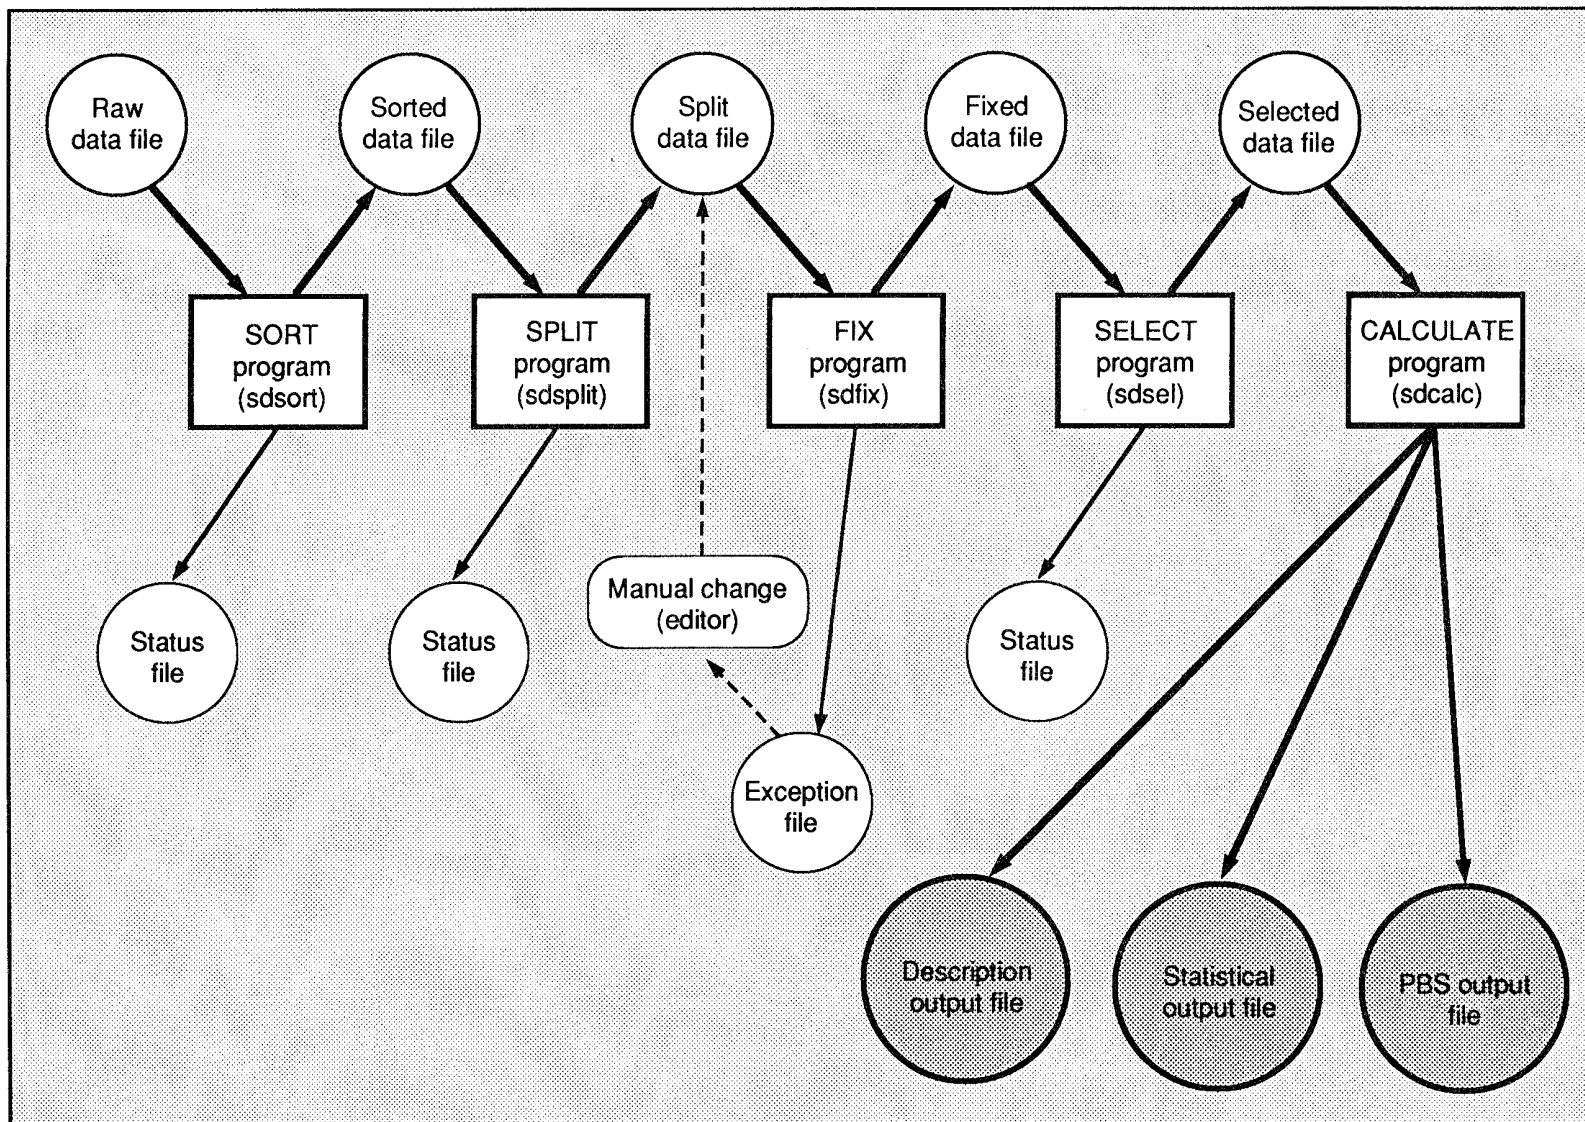 Raw
data file
Sorted
data file
Split
data file
Fixed
data file
Selected
data file
SORT
program
(sdsort)
SPLIT
program
(sdsplit)
FIX
program
(sdfix)
SELECT
program
(sdsel)
CALCULATE
program
(sdcalc)
Status
file
Status
file
Manual change
(editor)
Status
file
Exception
file
Description
output file
Statistical
output file
PBS output
file